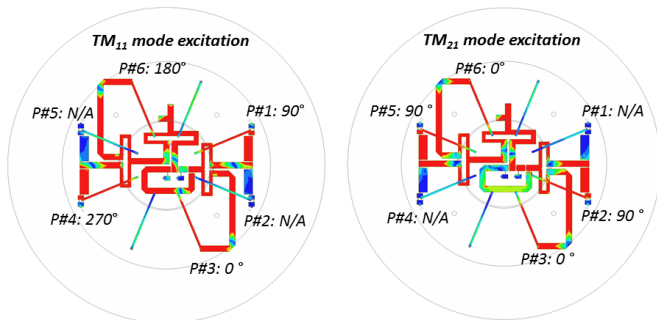 TM11 mode excitation
P#6: 180°
P#5: N/A
P#1: 90°
P#4: 270°
P#2: N/A
P#3: 0 °
TM21 mode excitation
P#6: 0°
P#5: 90 °
P#1: N/A
P#4: N/A
P#2: 90 °
P#3: 0 °